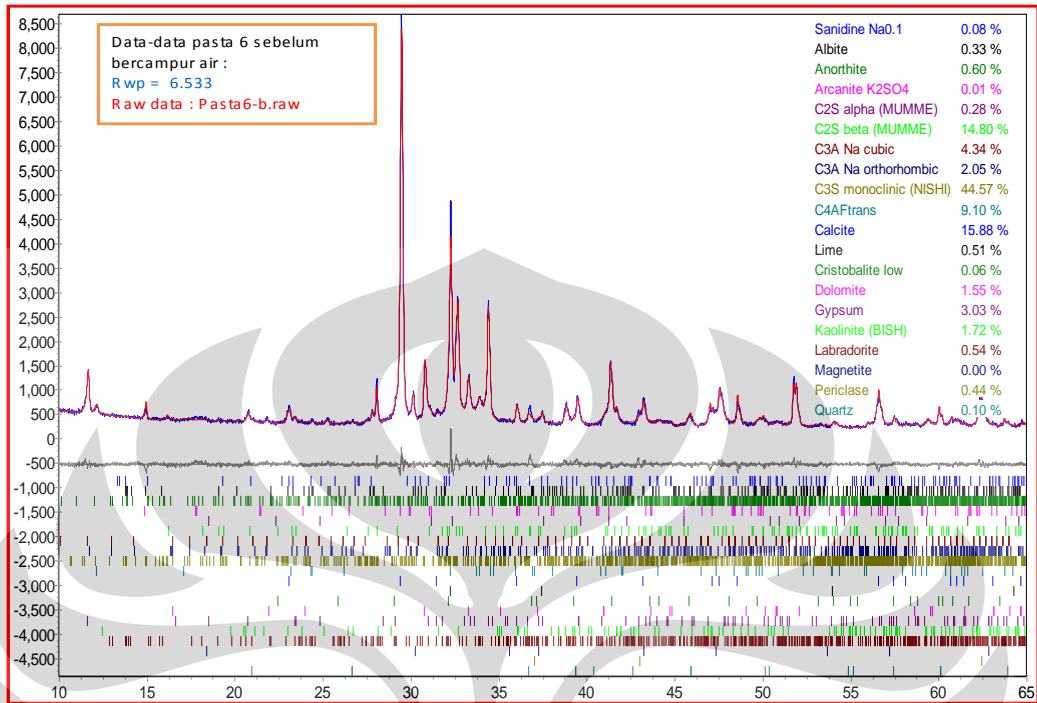 Data-data pasta 6 sebelum
bercampur air :
Rwp = 6.533
Raw data : Pasta6-b.raw
Sanidine Na0.1 0.08 %
Albite 0.33 %
Anorthite 0.60 %
Arcanite K2SO4 0.01 %
C2S alpha (MUMME) 0.28 %
C2S beta (MUMME) 14.80 %
C3A Na cubic 4.34 %
C3A Na orthorhombic 2.05 %
C3S monoclinic (NISHI) 44.57 %
C4AFtrans 9.10 %
Calcite 15.88 %
Lime 0.51 %
Cristobalite low 0.06 %
Dolomite 1.55 %
Gypsum 3.03 %
Kaolinite (BISH) 1.72 %
Labradorite 0.54 %
Magnetite 0.00 %
Periclase 0.44 %
Quartz 0.10 %
8,500
8,000
7,500
7,000
6,500
6,000
5,500
5,000
4,500
4,000
3,500
3,000
2,500
2,000
1,500
1,000
500
0
-500
-1,000
-1,500
-2,000
-2,500
-3,000
-3,500
-4,000
-4,500
10 15 20 25 30 35 40 45 50 55 60 65